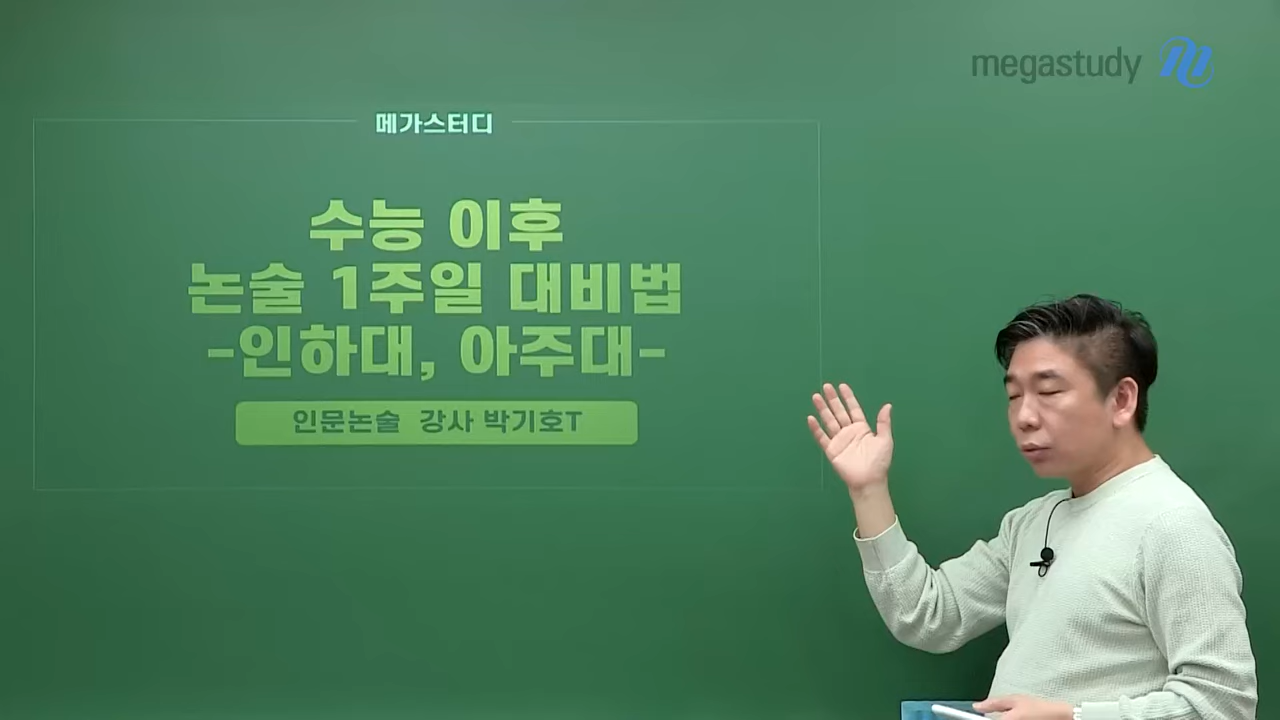 megastudy
메가스터디
수능 이후
논술 1주일 대비법
-인하대, 아주대-
인문논술 강사 박기호T